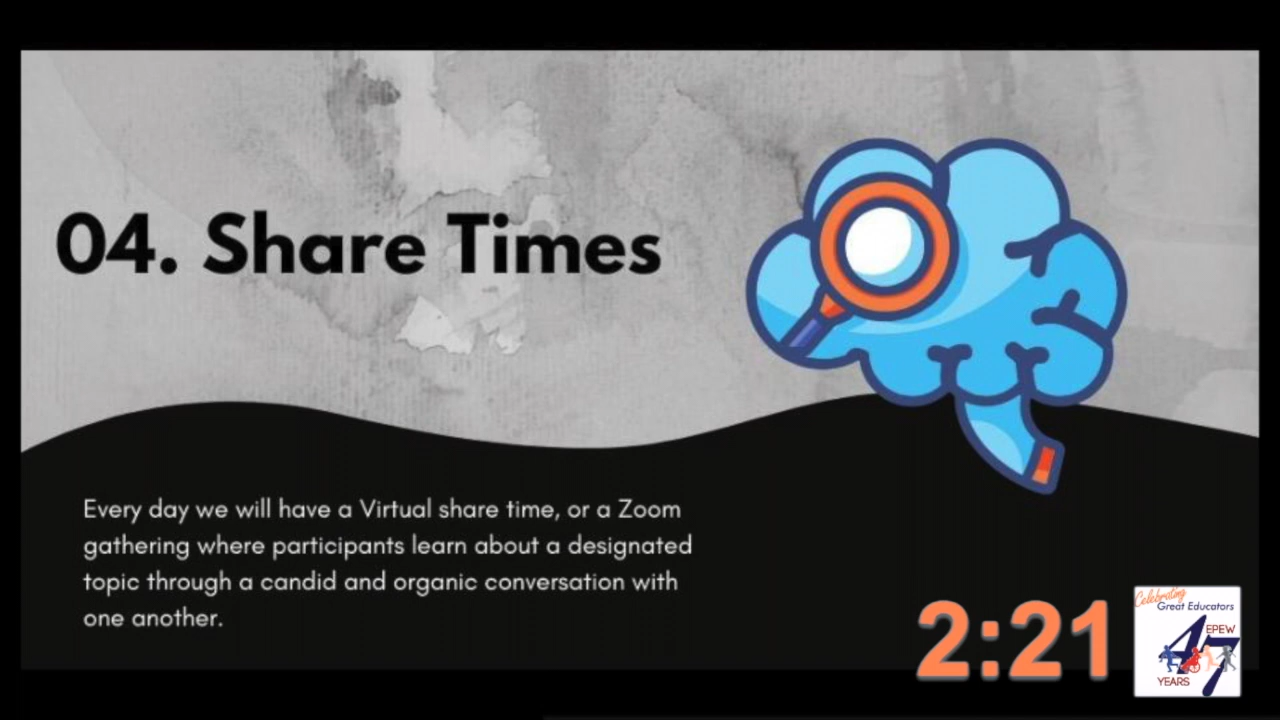 04. Share Times
Every day we will have a Virtual share time, or a Zoom
gathering where participants learn about a designated
topic through a candid and organic conversation with
one another.
2:21
Celebrating
Great Educators
EPEW
47
YEARS